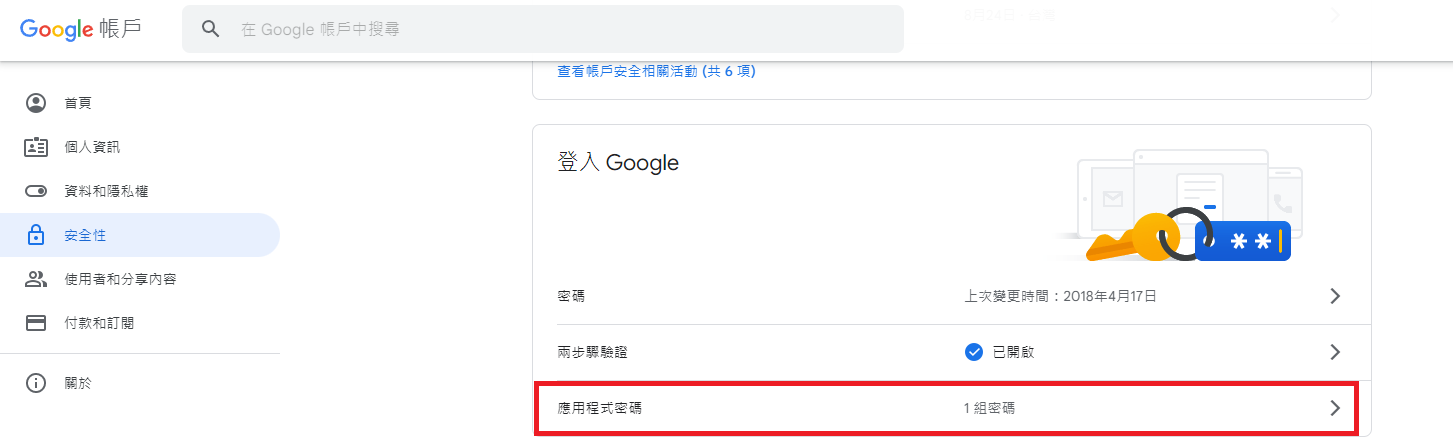 Google 帳戶
在 Google 帳戶中搜尋
查看帳戶安全相關活動 (共 6 項)
首頁
個人資訊
資料和隱私權
安全性
使用者和分享內容
付款和訂閱
關於
登入 Google
**
密碼
上次變更時間：2018年4月17日
兩步驟驗證
已開啟
應用程式密碼
1 組密碼